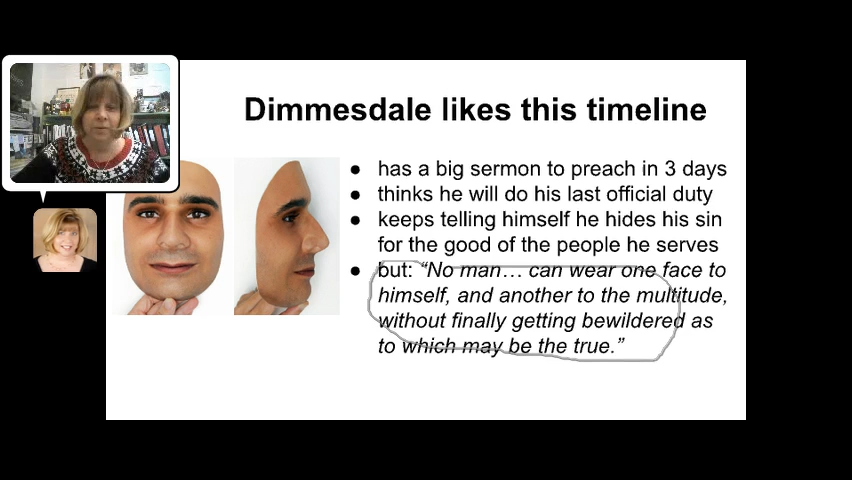 Dimmesdale likes this timeline
● has a big sermon to preach in 3 days
● thinks he will do his last official duty
● keeps telling himself he hides his sin
for the good of the people he serves
● but: “No man… can wear one face to
himself, and another to the multitude,
without finally getting bewildered as
to which may be the true.”